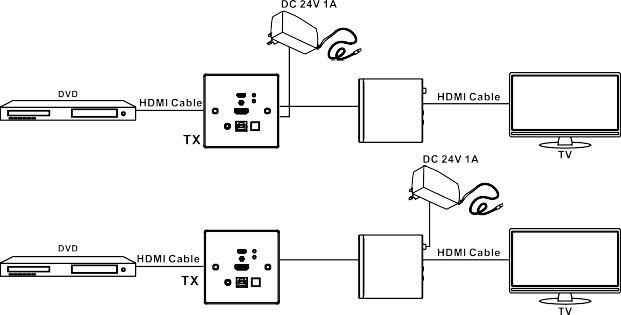 DC 24V 1A
DVD
HDMI Cable
HDMI Cable
TX
TV
DC 24V 1A
DVD
HDMI Cable
HDMI Cable
TX
TV